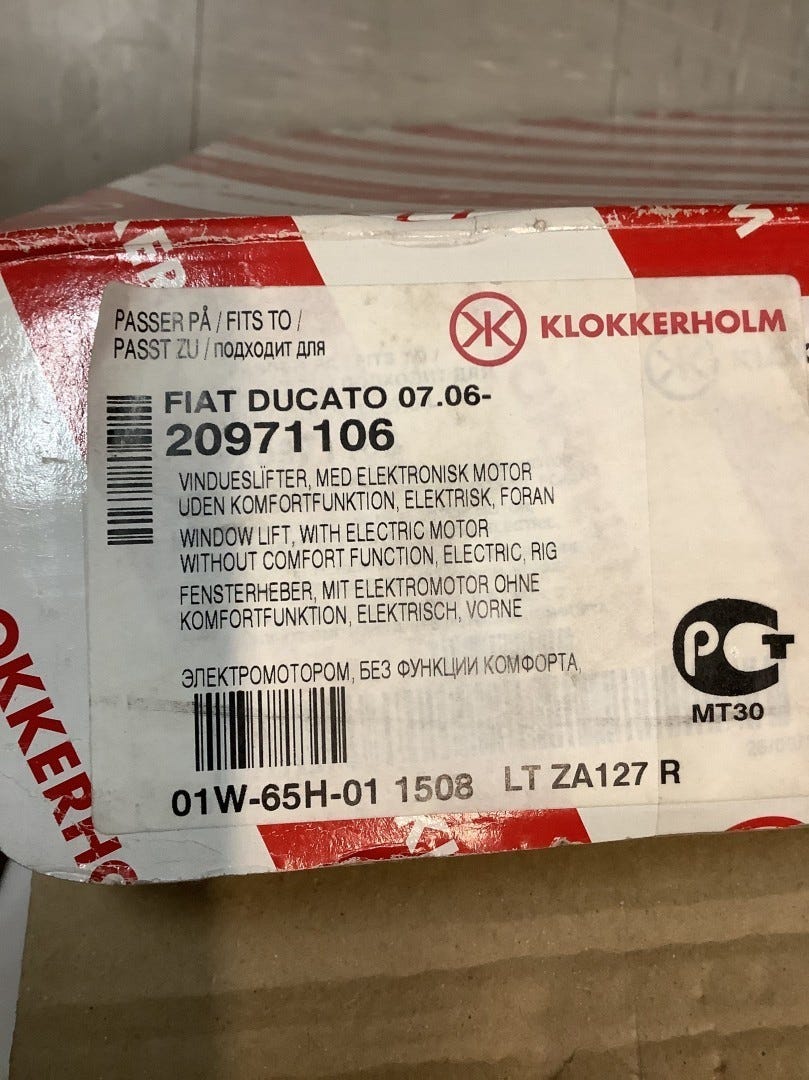 PASSER PÅ / FITS TO /
PASST ZU / подходит для
KLOKKERHOLM
FIAT DUCATO 07.06-
20971106
VINDUESLÍFTER, MED ELEKTRONISK MOTOR
UDEN KOMFORTFUNKTION, ELEKTRISK, FORAN
WINDOW LIFT, WITH ELECTRIC MOTOR
WITHOUT COMFORT FUNCTION, ELECTRIC, RIG
FENSTERHEBER, MIT ELEKTROMOTOR OHNE
KOMFORTFUNKTION, ELEKTRISCH, VORNE
ЭЛЕКТРОМОТОРОМ, БЕЗ ФУНКЦИИ КОМФОРТА,
РСТ
MT30
01W-65H-01 1508 LT ZA127 R
OKKERHO